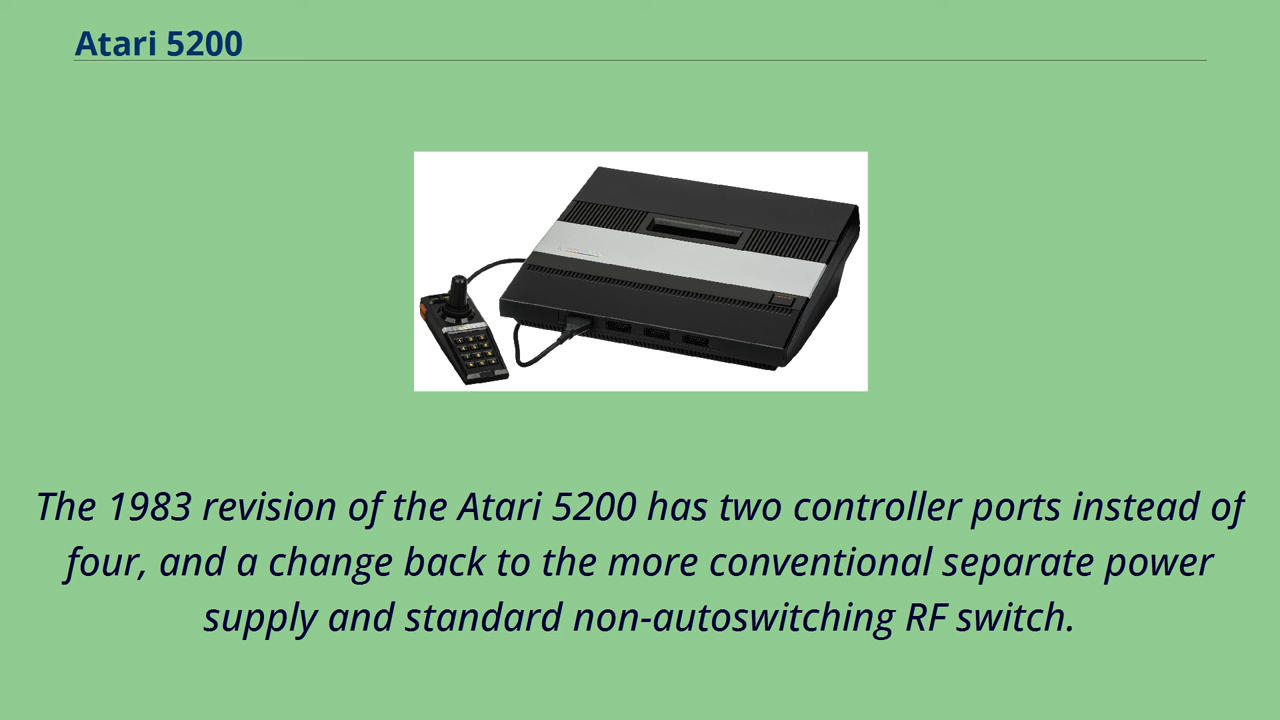 Atari 5200
The 1983 revision of the Atari 5200 has two controller ports instead of
four, and a change back to the more conventional separate power
supply and standard non-autoswitching RF switch.